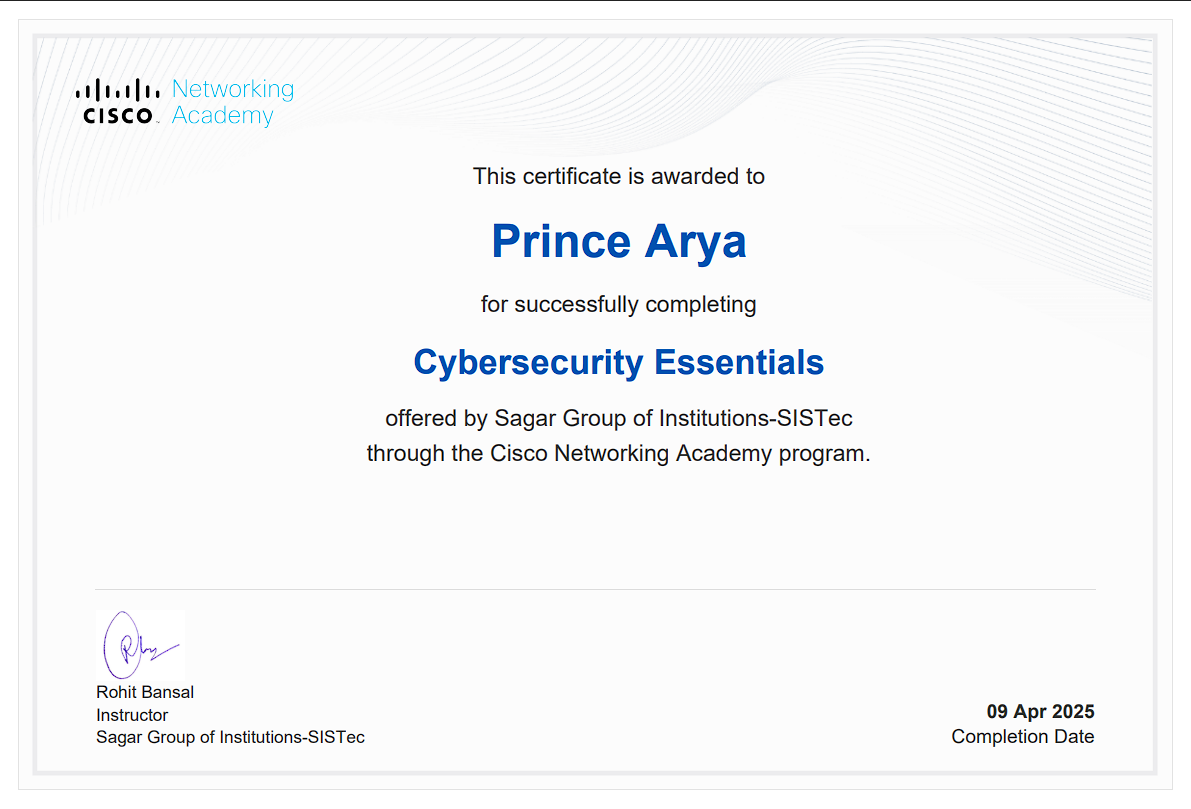 Networking
CISCO Academy
This certificate is awarded to
Prince Arya
for successfully completing
Cybersecurity Essentials
offered by Sagar Group of Institutions-SISTec
through the Cisco Networking Academy program.
Rohit Bansal
Instructor
Sagar Group of Institutions-SISTec
09 Apr 2025
Completion Date